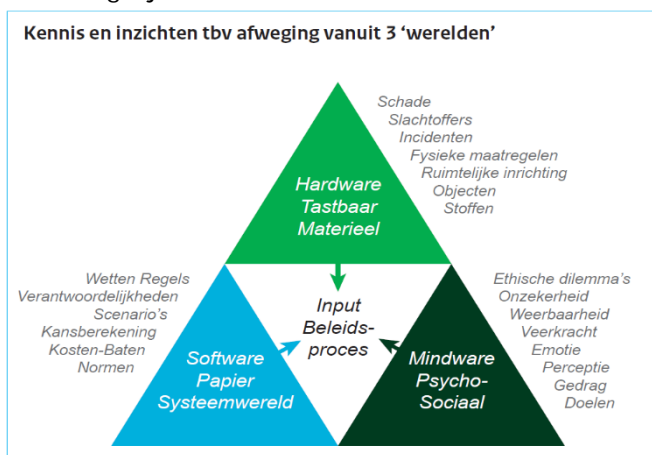 Kennis en inzichten tbv afweging vanuit 3 ‘werelden’
Schade
Slachtoffers
Incidenten
Fysieke maatregelen
Ruimtelijke inrichting
Objecten
Stoffen
Hardware
Tastbaar
Materieel
Wetten Regels
Verantwoordelijkheden
Scenario’s
Kansberekening
Kosten-Baten
Normen
Input
Beleids-
proces
Software
Papier
Systeemwereld
Mindware
Psycho-
Sociaal
Ethische dilemma’s
Onzekerheid
Weerbaarheid
Veerkracht
Emotie
Perceptie
Gedrag
Doelen